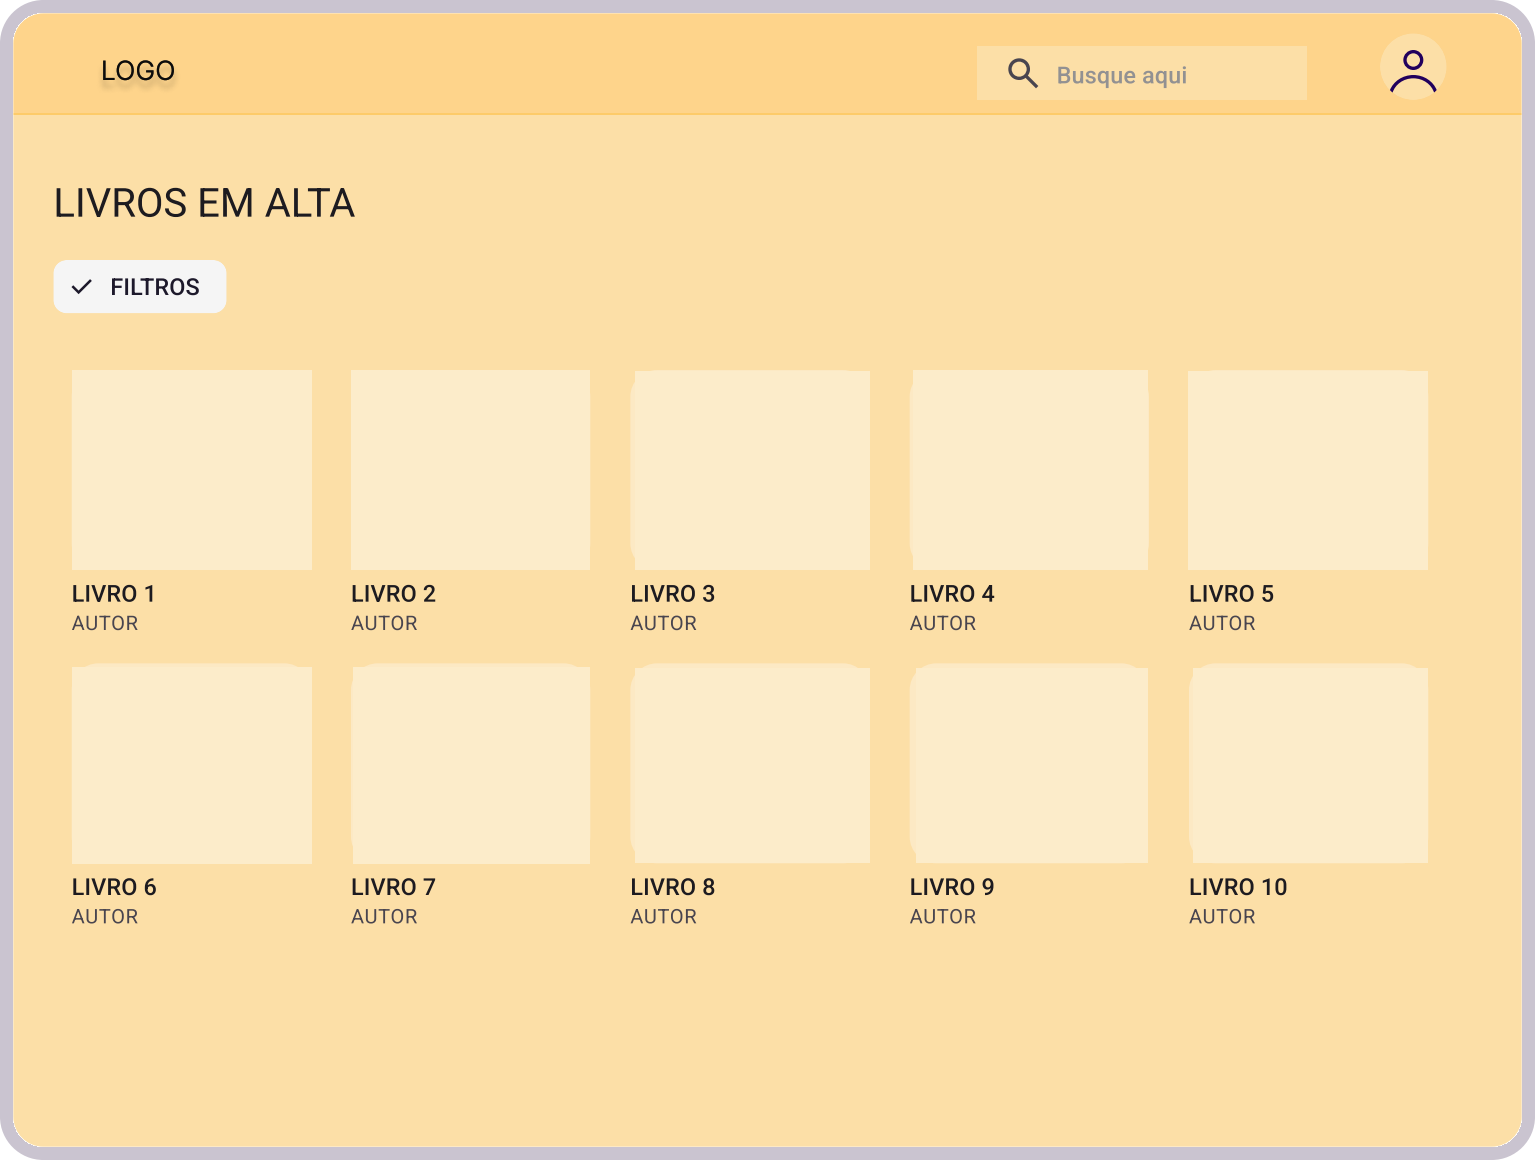 LOGO
Busque aqui
LIVROS EM ALTA
FILTROS
LIVRO 1
AUTOR
LIVRO 2
AUTOR
LIVRO 3
AUTOR
LIVRO 4
AUTOR
LIVRO 5
AUTOR
LIVRO 6
AUTOR
LIVRO 7
AUTOR
LIVRO 8
AUTOR
LIVRO 9
AUTOR
LIVRO 10
AUTOR